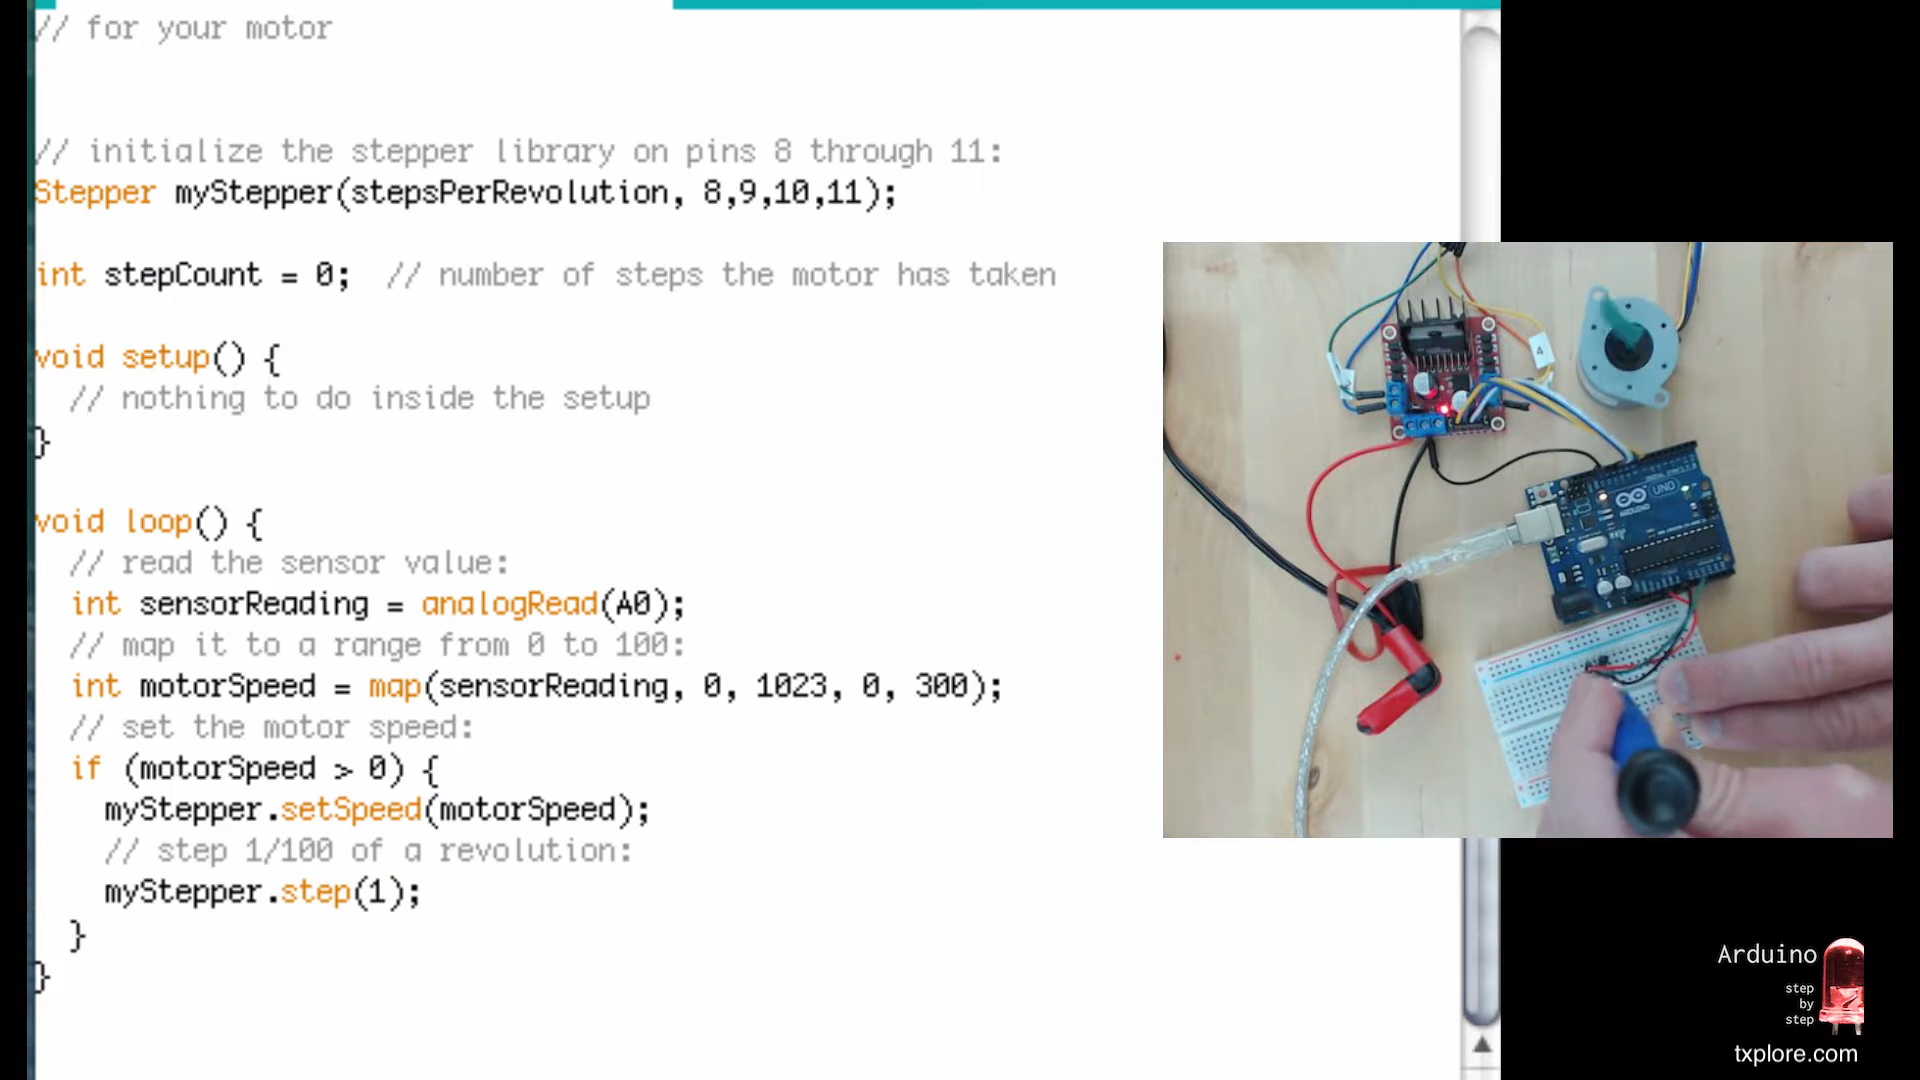 // for your motor
// initialize the stepper library on pins 8 through 11:
Stepper myStepper(stepsPerRevolution, 8,9,10,11);
int stepCount = 0;  // number of steps the motor has taken
void setup() {
// nothing to do inside the setup
}
void loop() {
// read the sensor value:
int sensorReading = analogRead(A0);
// map it to a range from 0 to 100:
int motorSpeed = map(sensorReading, 0, 1023, 0, 300);
// set the motor speed:
if (motorSpeed > 0) {
myStepper.setSpeed(motorSpeed);
// step 1/100 of a revolution:
myStepper.step(1);
}
}
4
UNO
ARDUINO
Arduino
step
by
step
txplore.com